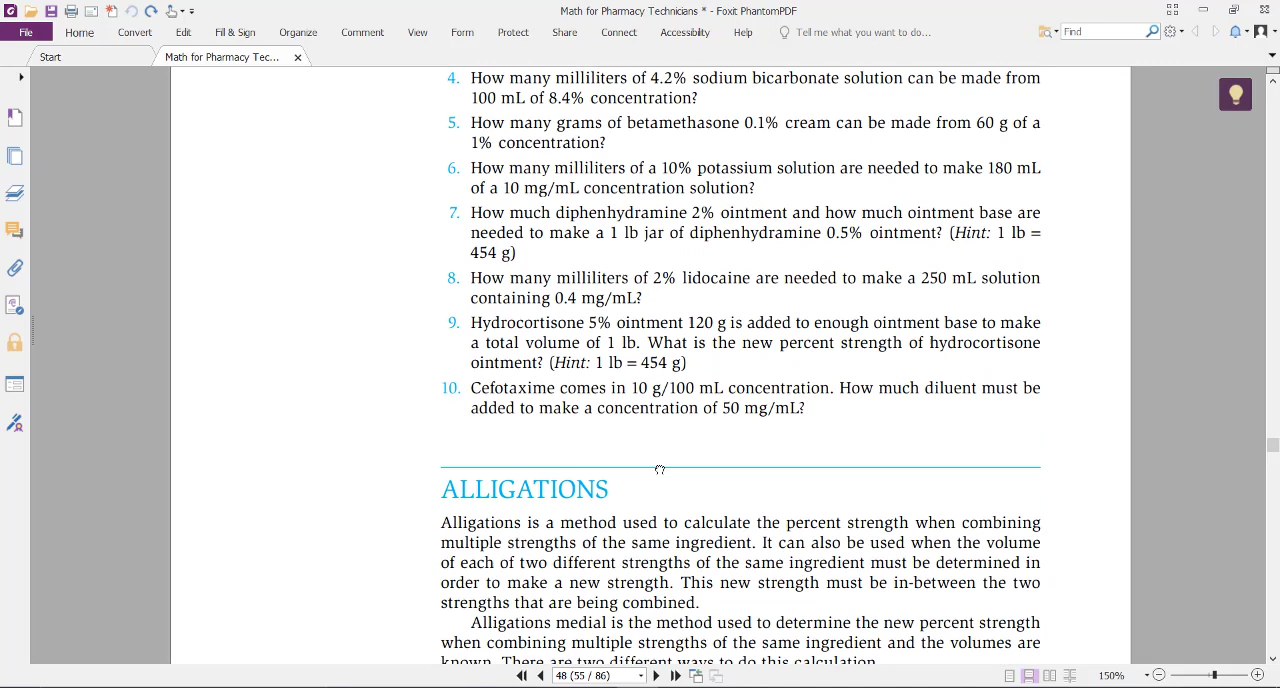 Math for Pharmacy Technicians * - Foxit PhantomPDF
File Home Convert Edit Fill & Sign Organize Comment View Form Protect Share Connect Accessibility Help Tell me what you want to do... Find
Start Math for Pharmacy Tec...
4. How many milliliters of 4.2% sodium bicarbonate solution can be made from
100 mL of 8.4% concentration?
5. How many grams of betamethasone 0.1% cream can be made from 60 g of a
1% concentration?
6. How many milliliters of a 10% potassium solution are needed to make 180 mL
of a 10 mg/mL concentration solution?
7. How much diphenhydramine 2% ointment and how much ointment base are
needed to make a 1 lb jar of diphenhydramine 0.5% ointment? (Hint: 1 lb =
454 g)
8. How many milliliters of 2% lidocaine are needed to make a 250 mL solution
containing 0.4 mg/mL?
9. Hydrocortisone 5% ointment 120 g is added to enough ointment base to make
a total volume of 1 lb. What is the new percent strength of hydrocortisone
ointment? (Hint: 1 lb = 454 g)
10. Cefotaxime comes in 10 g/100 mL concentration. How much diluent must be
added to make a concentration of 50 mg/mL?
ALLIGATIONS
Alligations is a method used to calculate the percent strength when combining
multiple strengths of the same ingredient. It can also be used when the volume
of each of two different strengths of the same ingredient must be determined in
order to make a new strength. This new strength must be in-between the two
strengths that are being combined.
Alligations medial is the method used to determine the new percent strength
when combining multiple strengths of the same ingredient and the volumes are
known. There are two different ways to do this calculation.
48 (55 / 86) 150%